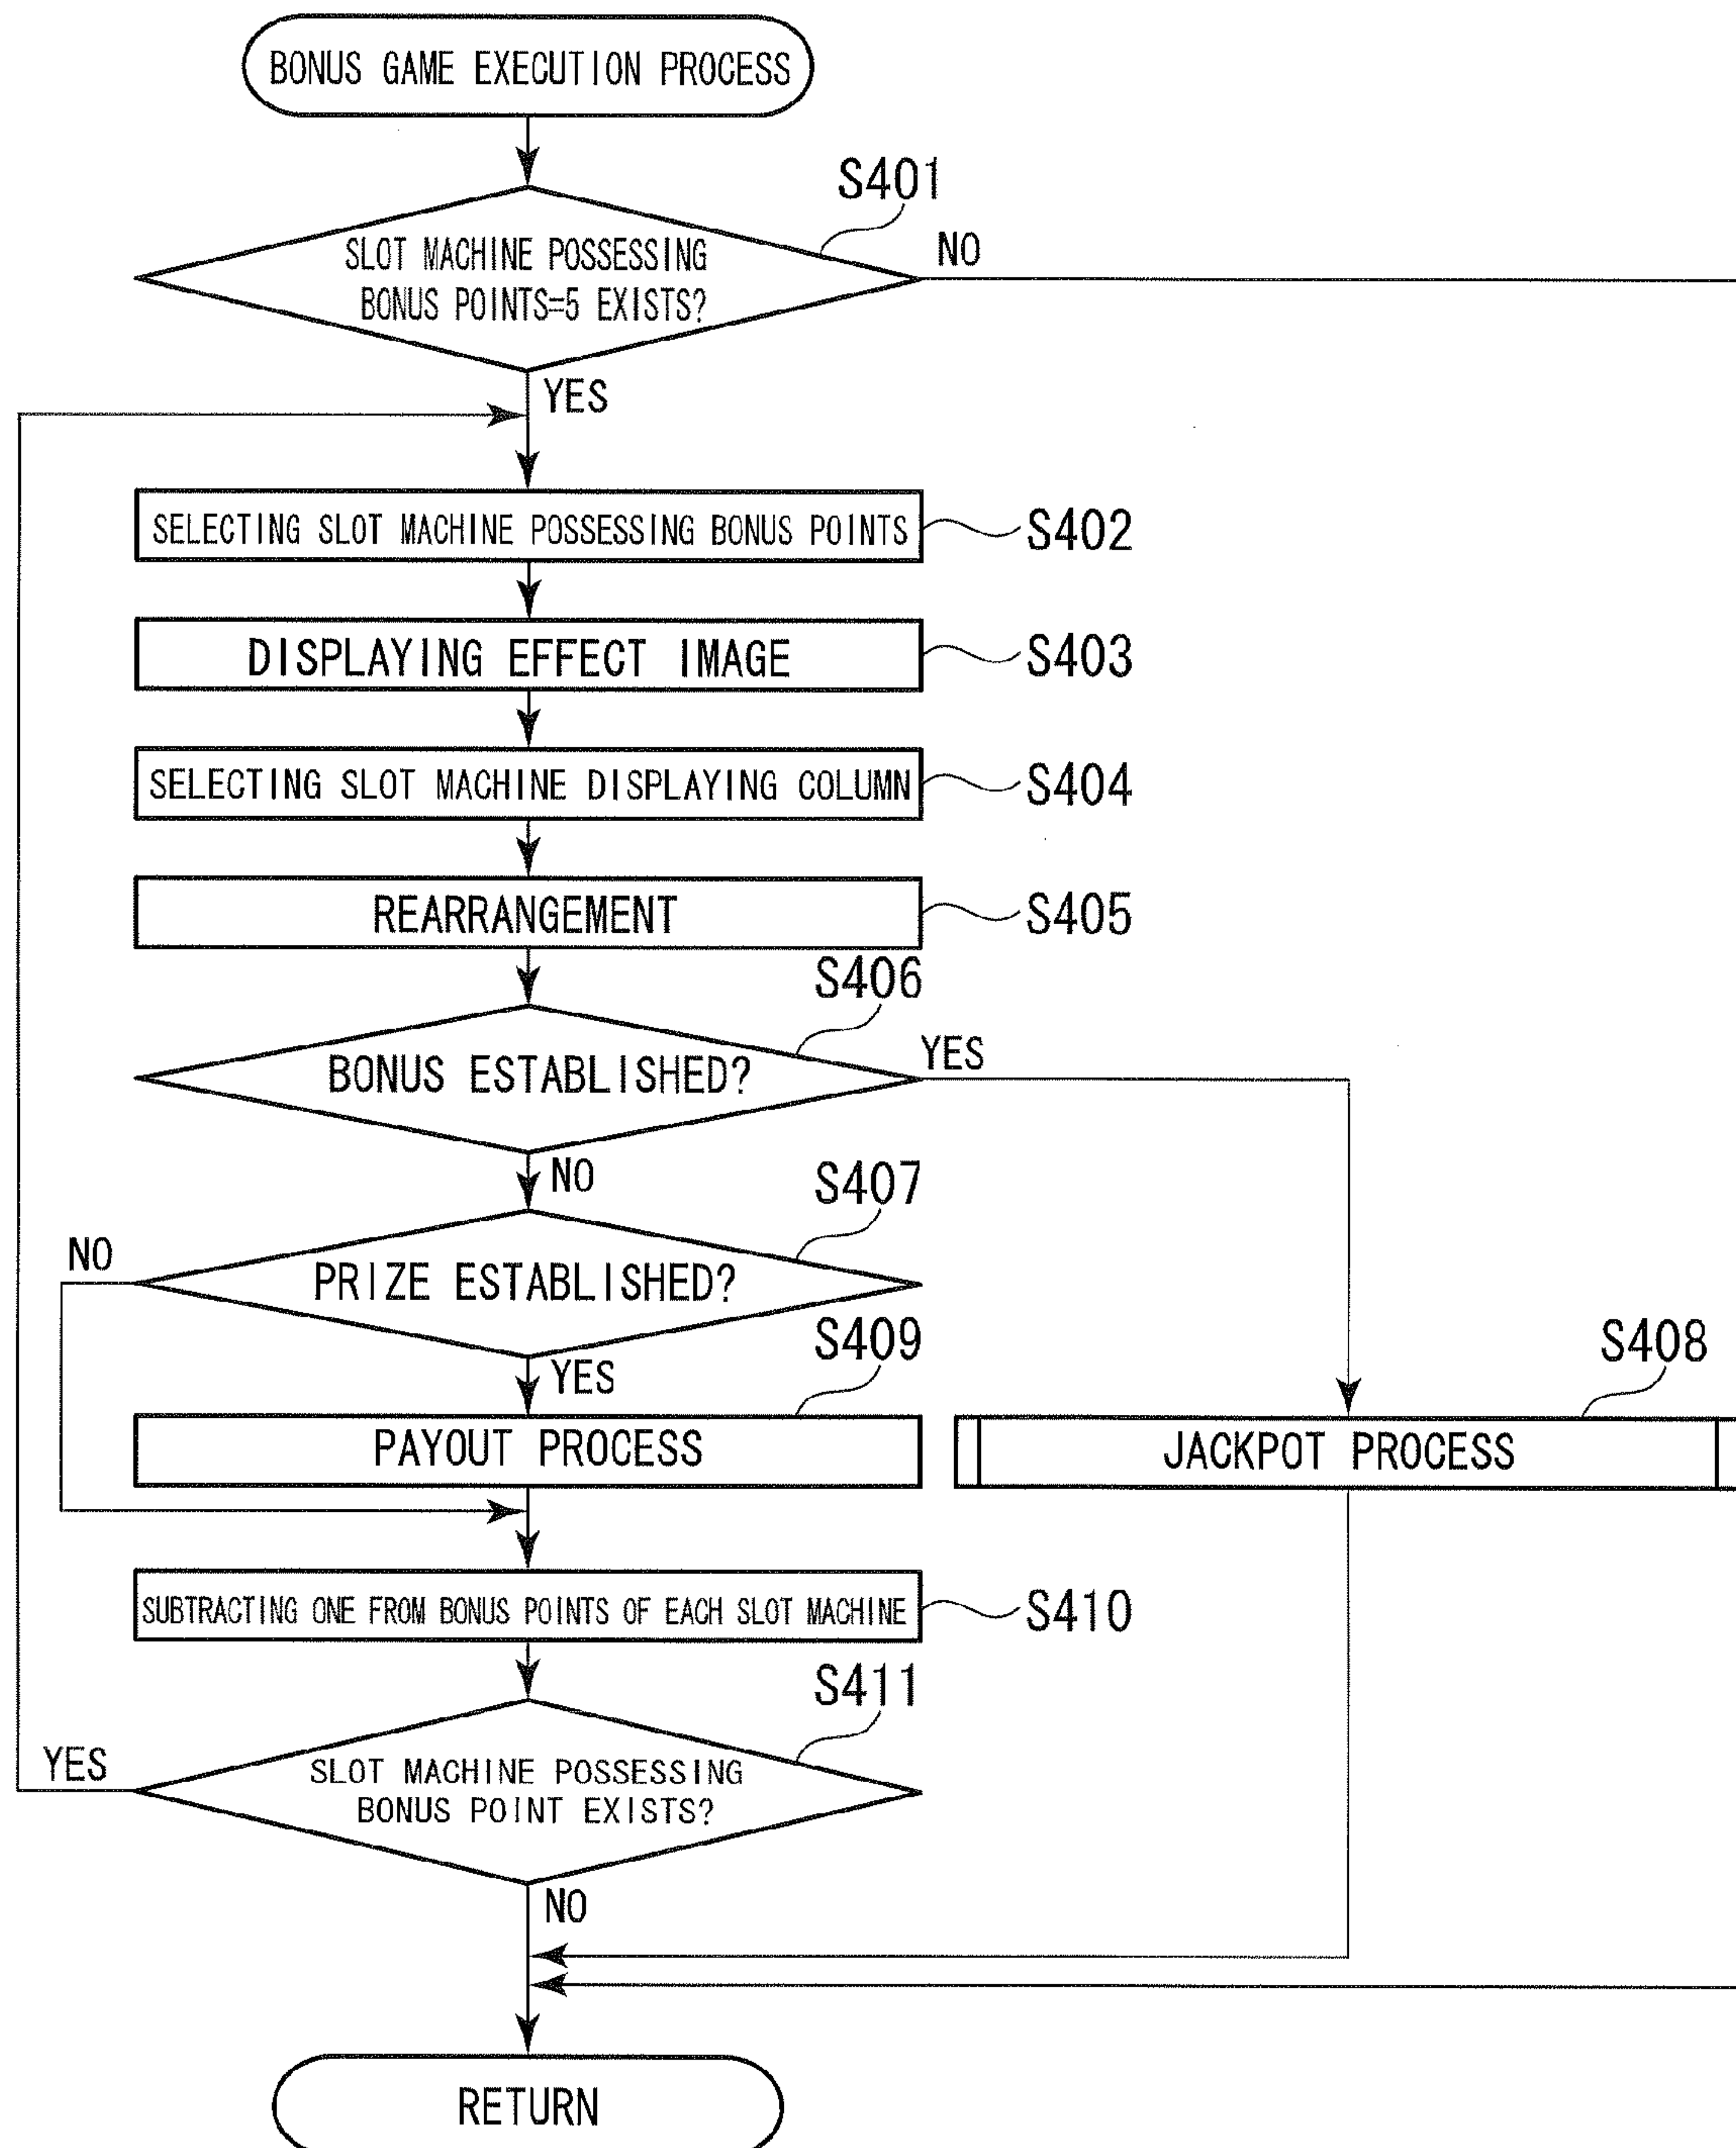 BONUS GAME EXECUTION PROCESS
S401
SLOT MACHINE POSSESSING
BONUS POINTS=5 EXISTS?
NO
YES
SELECTING SLOT MACHINE POSSESSING BONUS POINTS
S402
DISPLAYING EFFECT IMAGE
S403
SELECTING SLOT MACHINE DISPLAYING COLUMN
S404
REARRANGEMENT
S405
S406
BONUS ESTABLISHED?
YES
NO
S407
NO
PRIZE ESTABLISHED?
S409
S408
YES
PAYOUT PROCESS
JACKPOT PROCESS
SUBTRACTING ONE FROM BONUS POINTS OF EACH SLOT MACHINE
S410
S411
YES
SLOT MACHINE POSSESSING
BONUS POINT EXISTS?
NO
RETURN